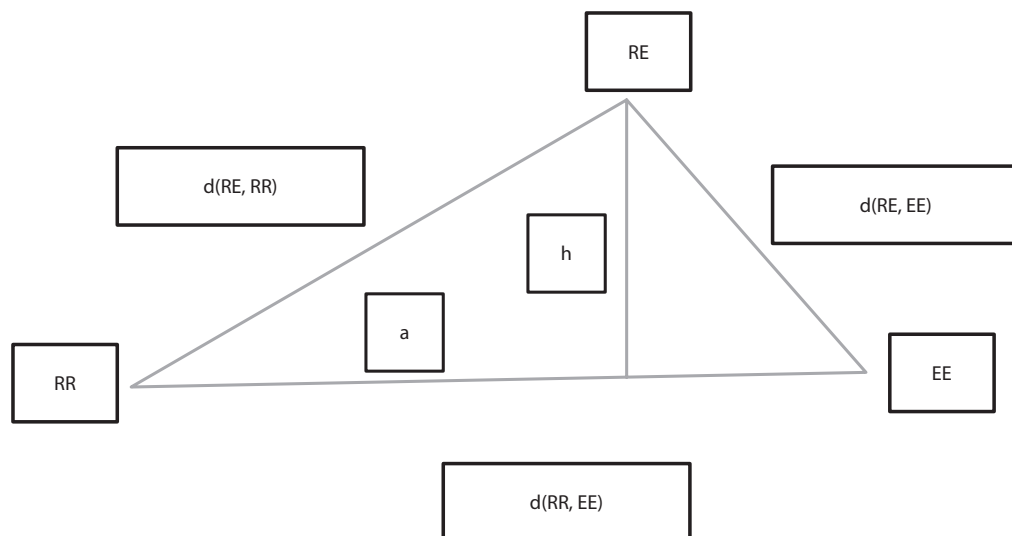 RE
d(RE, RR)
d(RE, EE)
h
a
RR
EE
d(RR, EE)